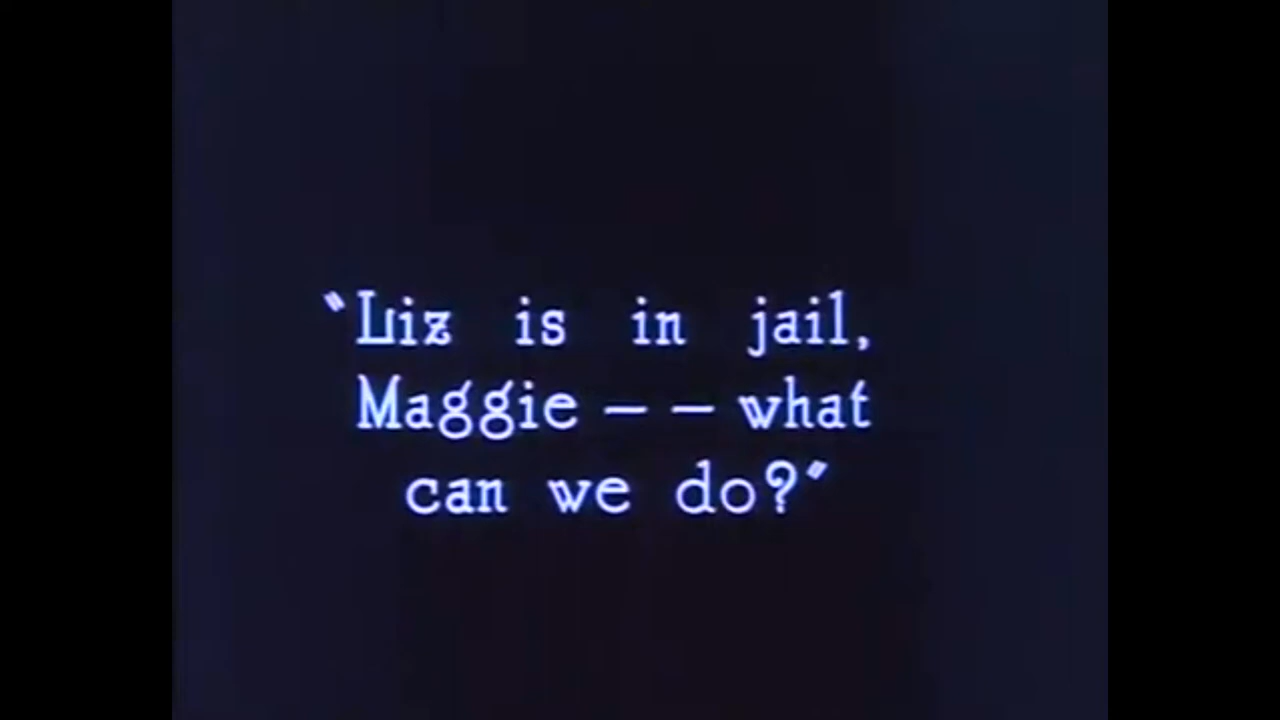 "Liz is in jail,
Maggie — — what
can we do?"